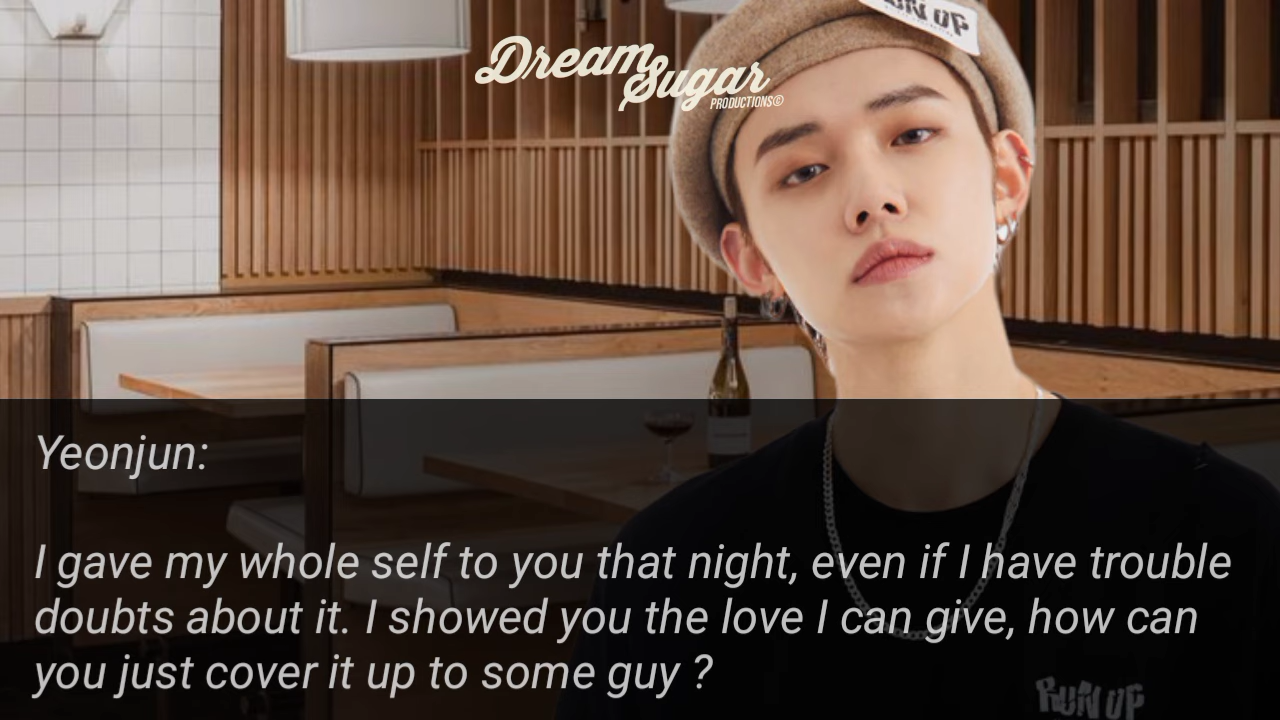 RUN UP
Dream
Sugar
PRODUCTIONS©
Yeonjun:
I gave my whole self to you that night, even if I have trouble
doubts about it. I showed you the love I can give, how can
you just cover it up to some guy ?
RUN UP